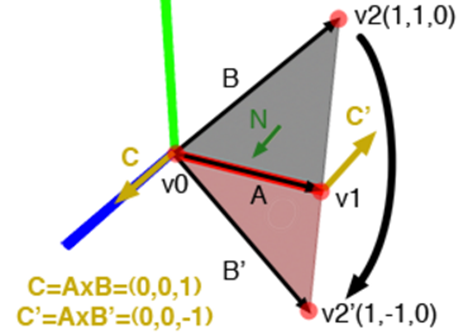 v2(1,1,0)
B
C'
N
C
v0
A
v1
B'
C=AxB=(0,0,1)
C'=AxB'=(0,0,-1)
v2'(1,-1,0)